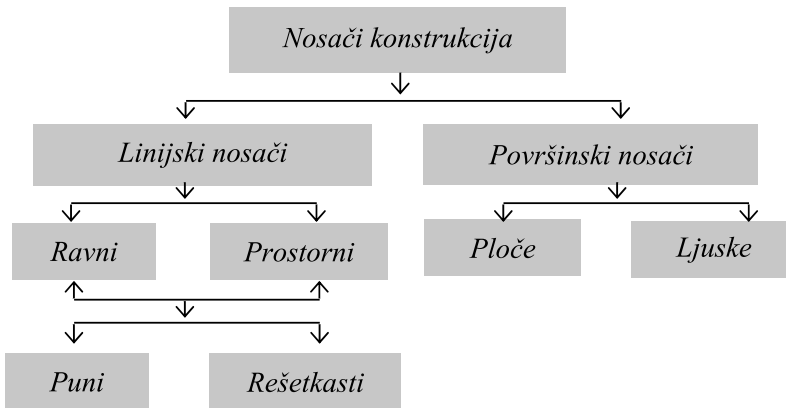 Nosači konstrukcija
Linijski nosači
Površinski nosači
Ravni
Prostorni
Ploče
Ljuske
Puni
Rešetkasti